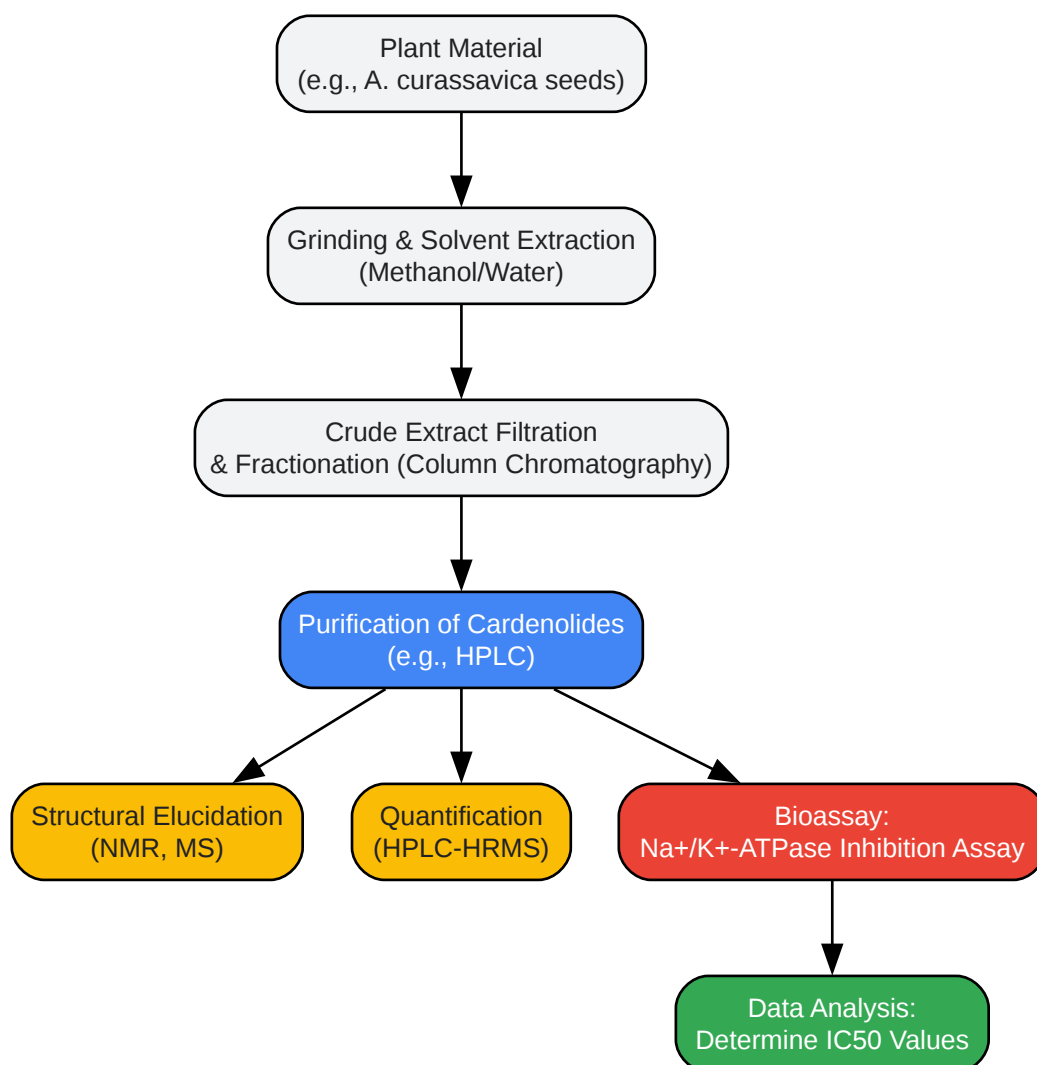 Plant Material
(e.g., A. curassavica seeds)
Grinding & Solvent Extraction
(Methanol/Water)
Crude Extract Filtration
& Fractionation (Column Chromatography)
Purification of Cardenolides
(e.g., HPLC)
Structural Elucidation
(NMR, MS)
Quantification
(HPLC-HRMS)
Bioassay:
Na+/K+-ATPase Inhibition Assay
Data Analysis:
Determine IC50 Values